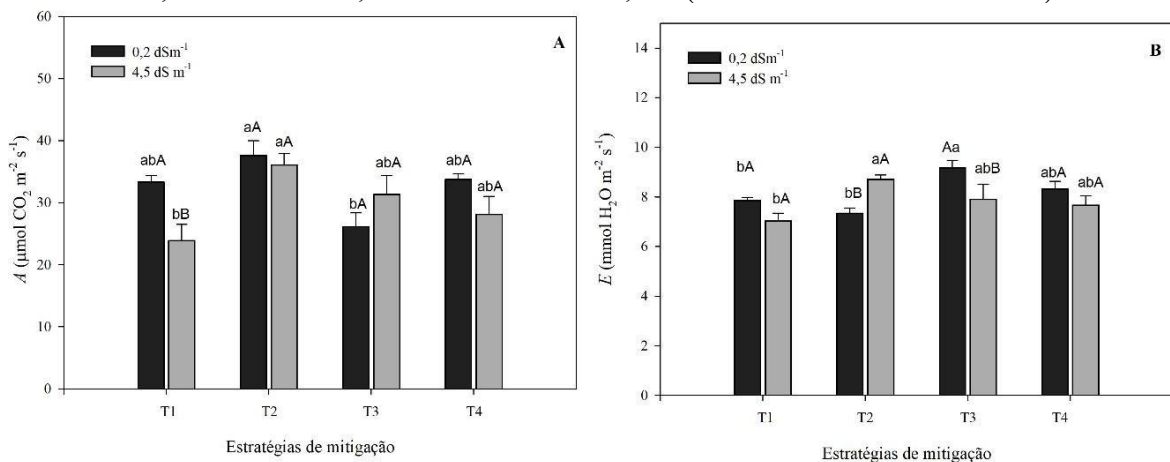 60
50
40
30
20
10
0
A (μmol CO₂ m⁻² s⁻¹)
A
0,2 dSm⁻¹
4,5 dS m⁻¹
abA
bB
aA
aA
bA
abA
abA
abA
T1
T2
T3
T4
Estratégias de mitigação
14
12
10
8
6
4
2
0
E (mmol H₂O m⁻² s⁻¹)
B
0,2 dSm⁻¹
4,5 dS m⁻¹
bA
bA
bB
aA
Aa
abB
abA
abA
T1
T2
T3
T4
Estratégias de mitigação